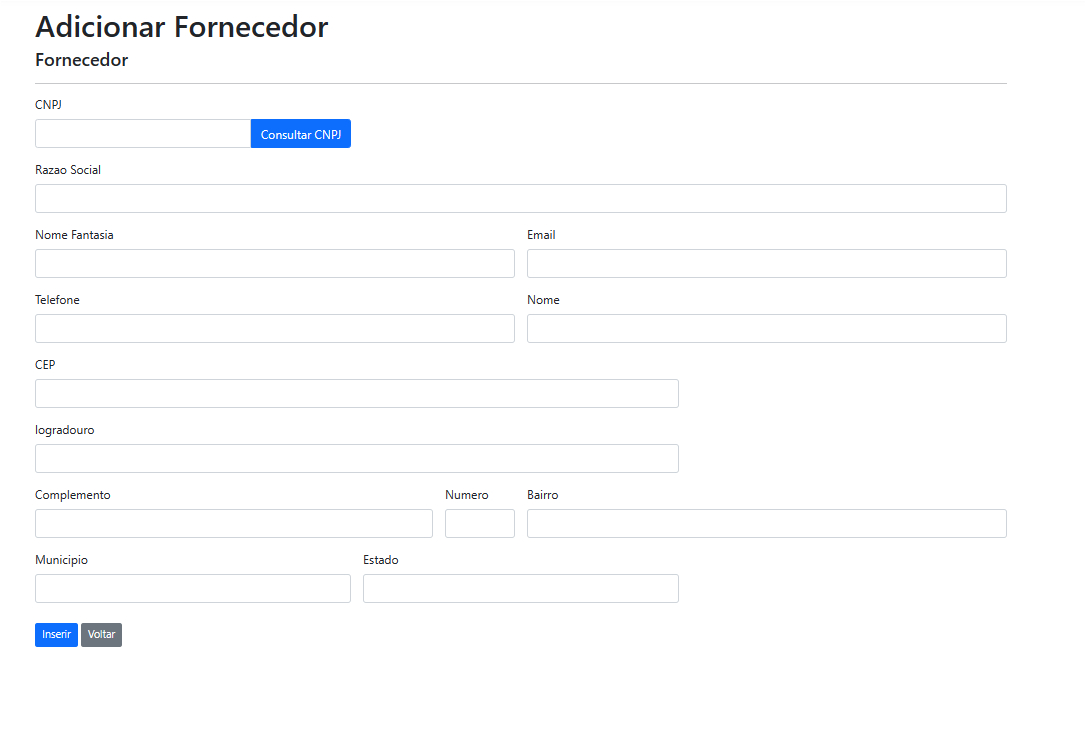 Adicionar Fornecedor
Fornecedor
CNPJ
Consultar CNPJ
Razao Social
Nome Fantasia Email
Telefone Nome
CEP
logradouro
Complemento Numero Bairro
Municipio Estado
Inserir Voltar